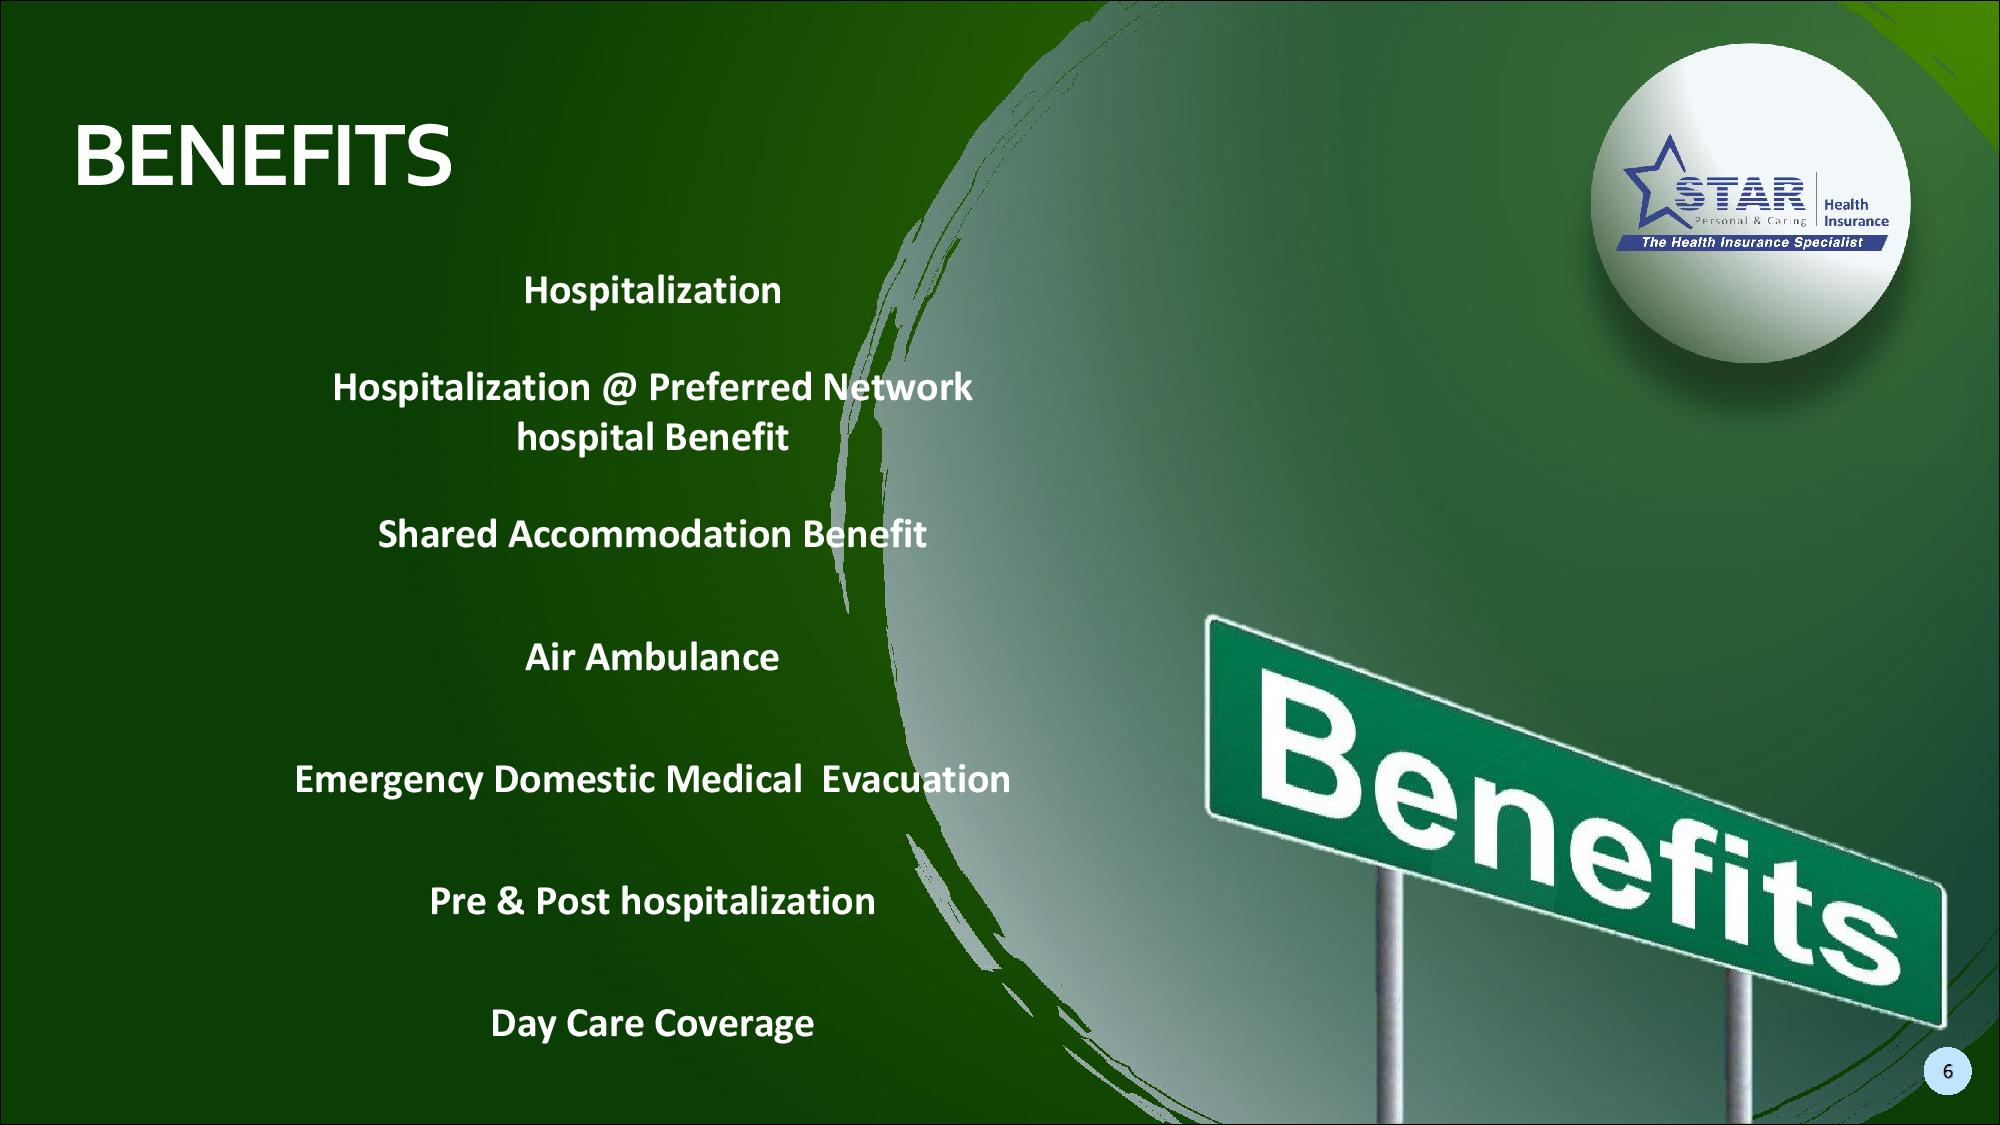 BENEFITS
STAR
Health
Insurance
Personal & Caring
The Health Insurance Specialist
Hospitalization
Hospitalization @ Preferred Network
hospital Benefit
Shared Accommodation Benefit
Air Ambulance
Emergency Domestic Medical  Evacuation
Pre & Post hospitalization
Day Care Coverage
Benefits
6